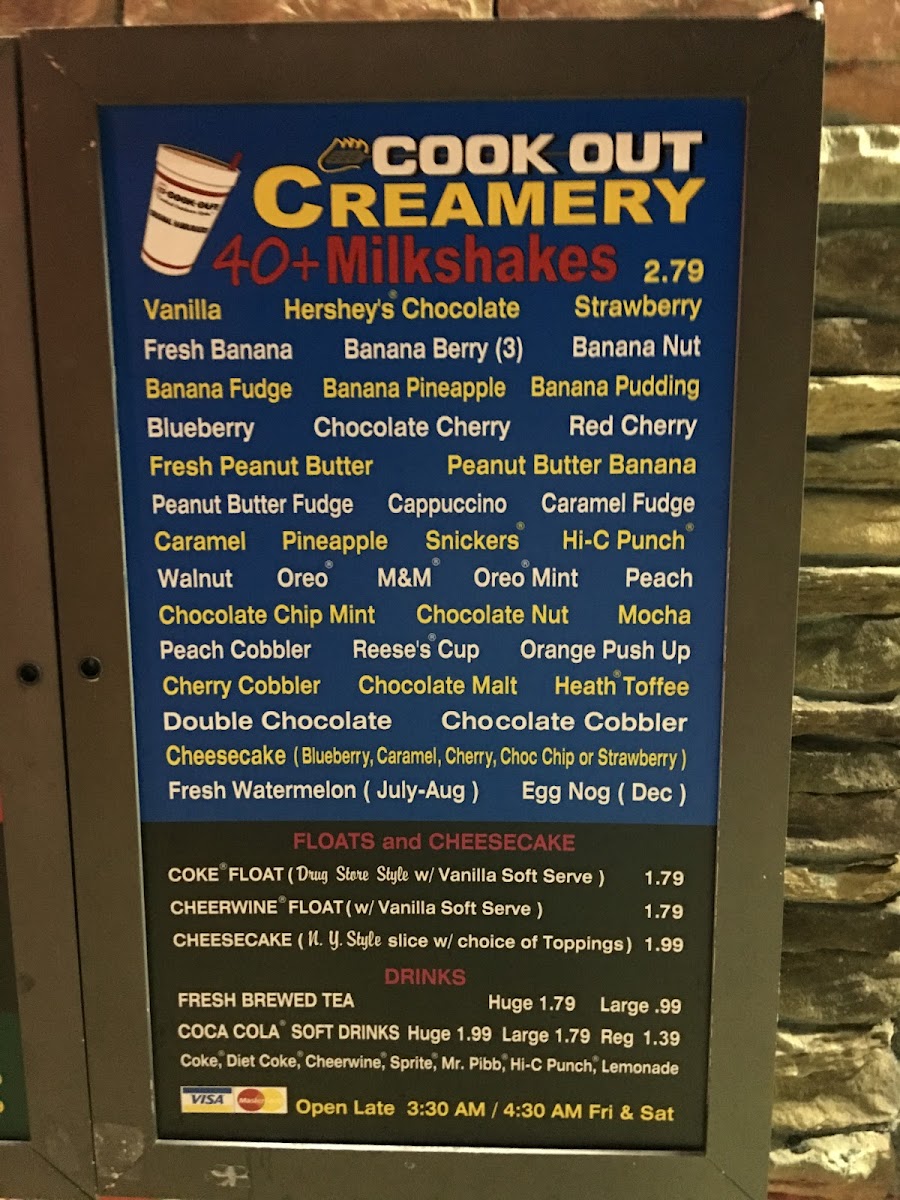 COOK OUT
CREAMERY
40+ Milkshakes 2.79
Vanilla Hershey's® Chocolate Strawberry
Fresh Banana Banana Berry (3) Banana Nut
Banana Fudge Banana Pineapple Banana Pudding
Blueberry Chocolate Cherry Red Cherry
Fresh Peanut Butter Peanut Butter Banana
Peanut Butter Fudge Cappuccino Caramel Fudge
Caramel Pineapple Snickers® Hi-C Punch®
Walnut Oreo® M&M® Oreo® Mint Peach
Chocolate Chip Mint Chocolate Nut Mocha
Peach Cobbler Reese's® Cup Orange Push Up
Cherry Cobbler Chocolate Malt Heath® Toffee
Double Chocolate Chocolate Cobbler
Cheesecake (Blueberry, Caramel, Cherry, Choc Chip or Strawberry)
Fresh Watermelon (July-Aug) Egg Nog (Dec)
FLOATS and CHEESECAKE
COKE® FLOAT (Drug Store Style w/ Vanilla Soft Serve) 1.79
CHEERWINE® FLOAT (w/ Vanilla Soft Serve) 1.79
CHEESECAKE (N.Y. Style slice w/ choice of Toppings) 1.99
DRINKS
FRESH BREWED TEA Huge 1.79 Large .99
COCA COLA® SOFT DRINKS Huge 1.99 Large 1.79 Reg 1.39
Coke®, Diet Coke®, Cheerwine®, Sprite®, Mr. Pibb®, Hi-C Punch®, Lemonade
VISA MasterCard Open Late 3:30 AM / 4:30 AM Fri & Sat